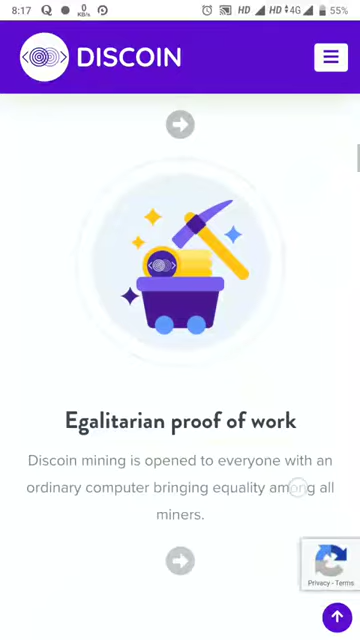 8:17 Q 0 KB/s HD HD 4G 55%
DISCOIN
Egalitarian proof of work
Discoin mining is opened to everyone with an
ordinary computer bringing equality among all
miners.
Privacy - Terms